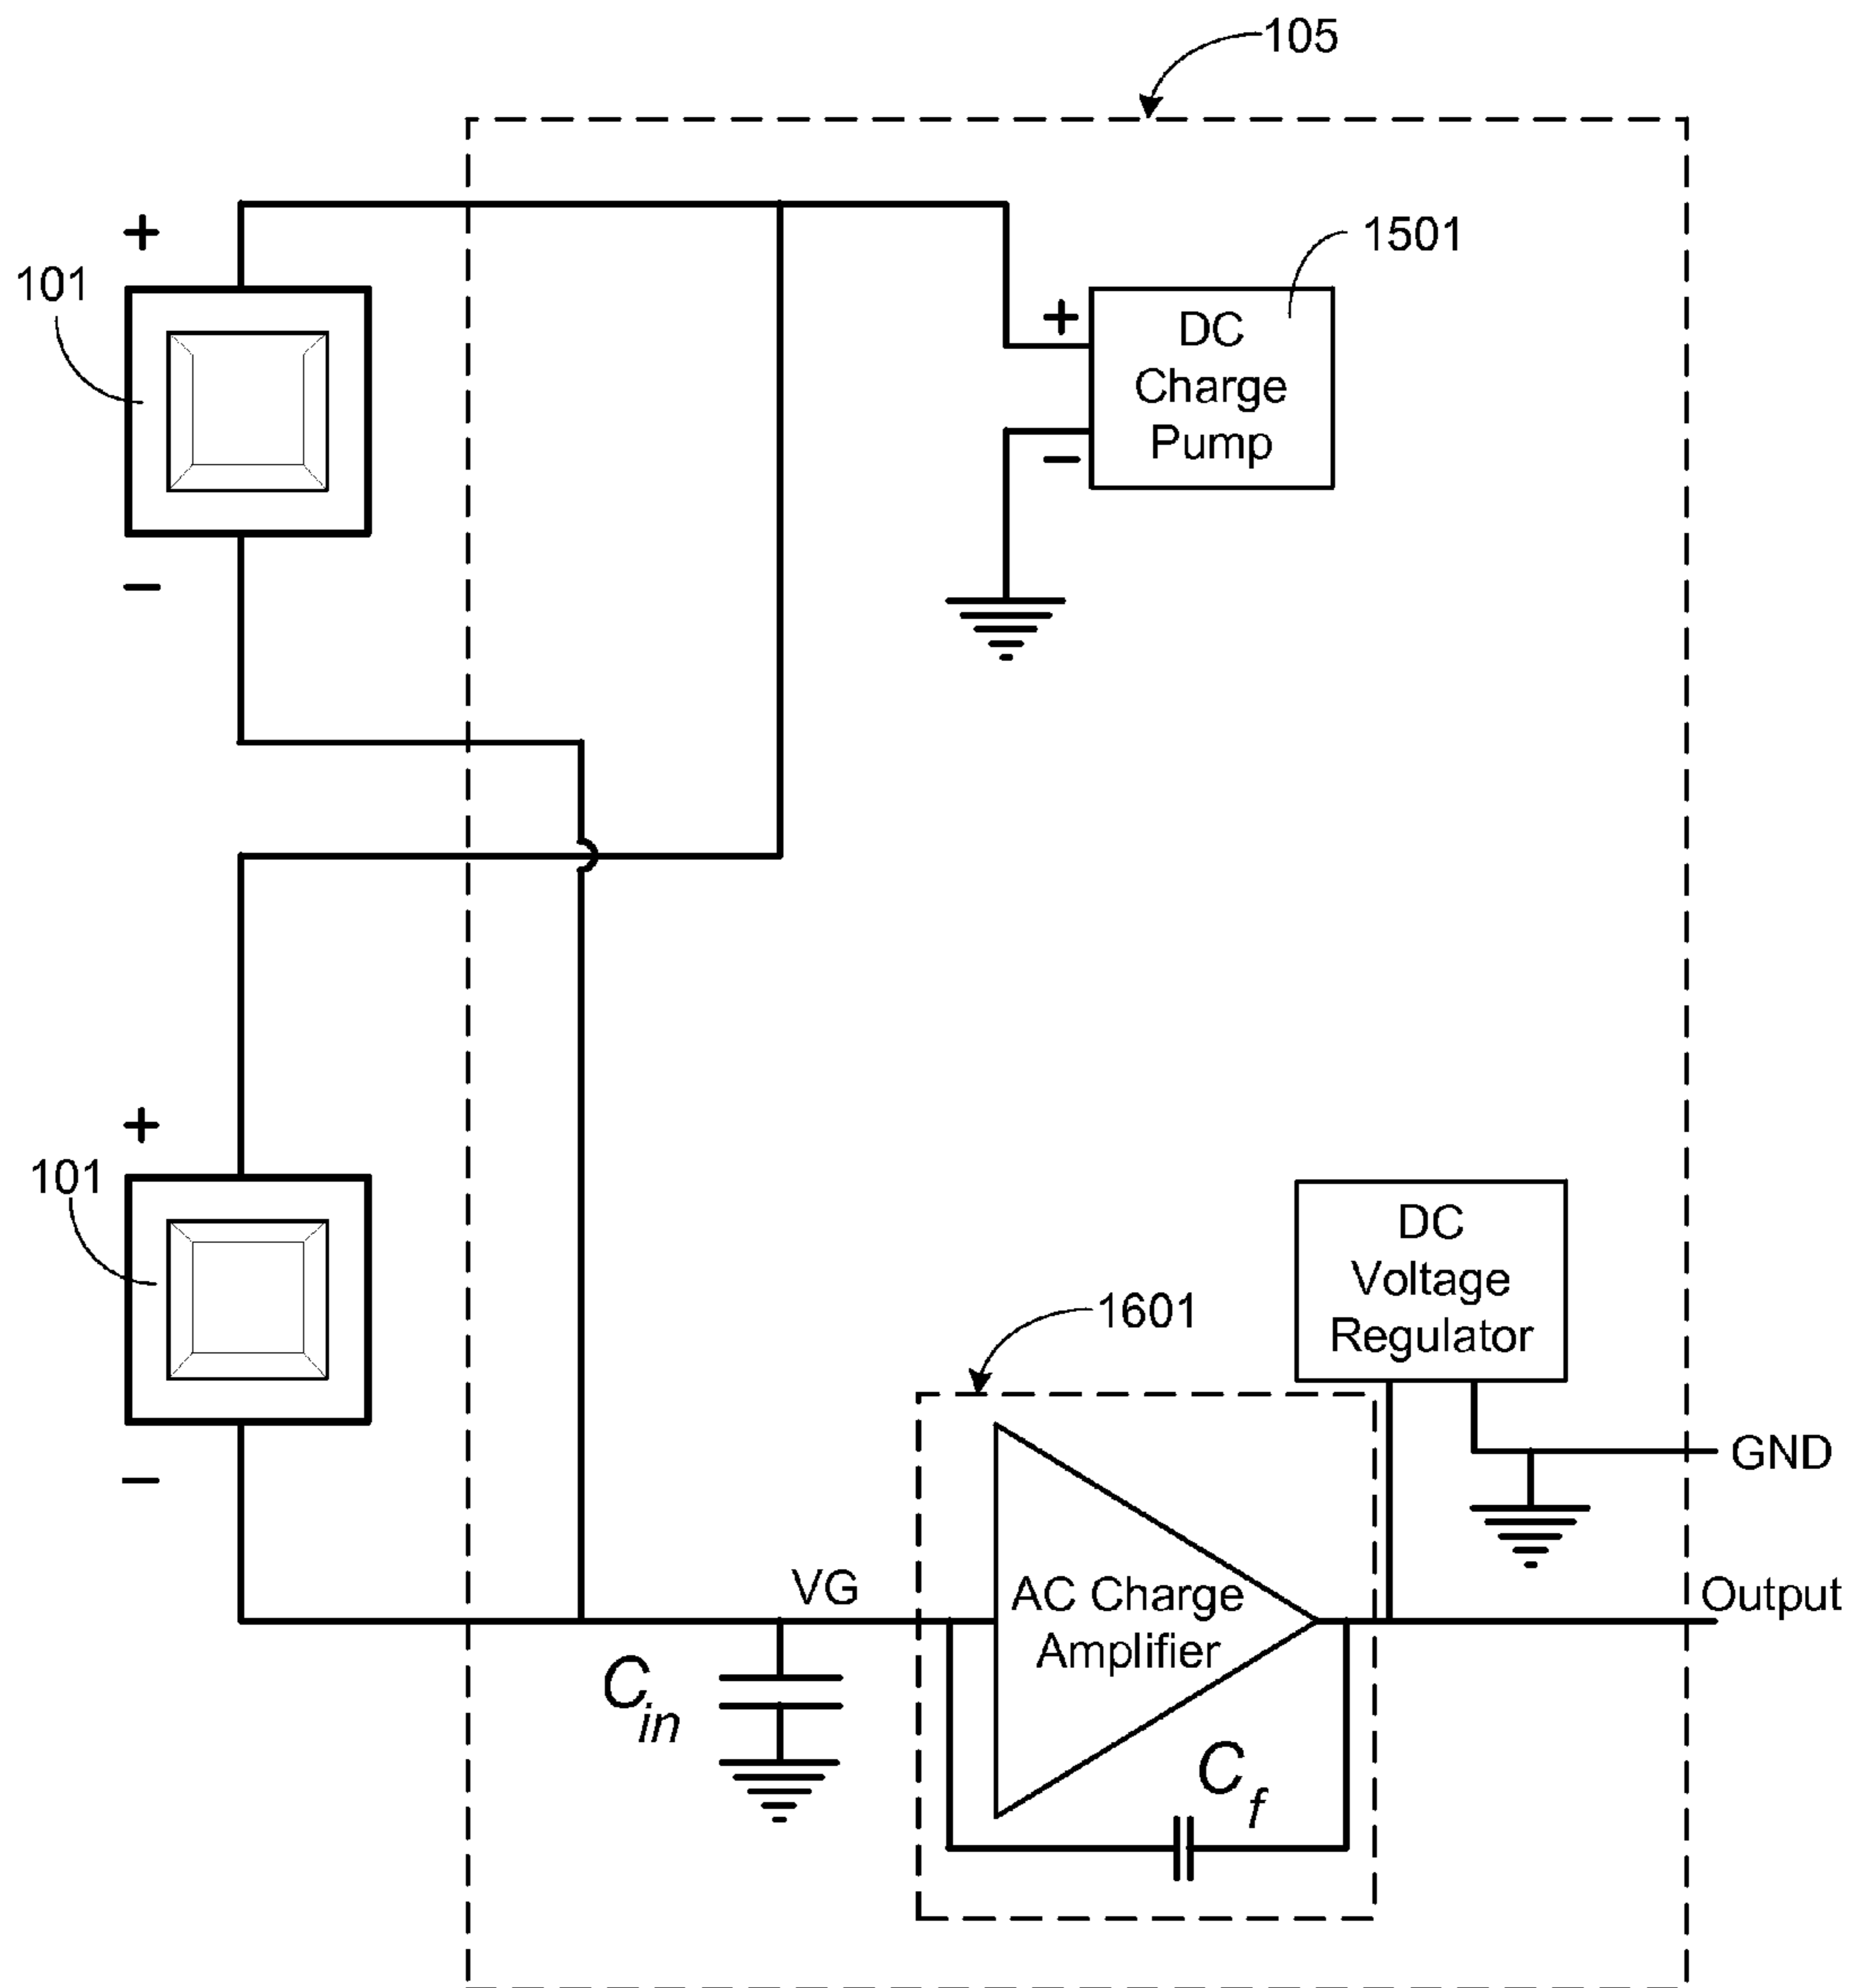 105
+
1501
101
+
DC
Charge
Pump
−
−
+
101
DC
Voltage
Regulator
1601
GND
−
VG
AC Charge
Amplifier
Output
Cin
Cf